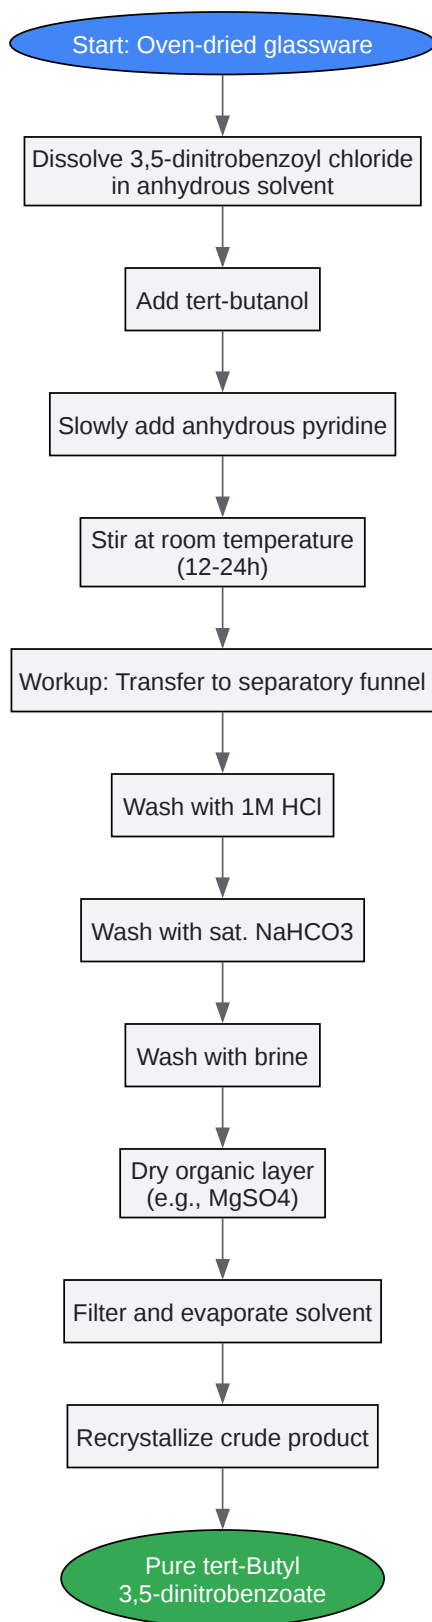 Start: Oven-dried glassware
Dissolve 3,5-dinitrobenzoyl chloride
in anhydrous solvent
Add tert-butanol
Slowly add anhydrous pyridine
Stir at room temperature
(12-24h)
Workup: Transfer to separatory funnel
Wash with 1M HCl
Wash with sat. NaHCO3
Wash with brine
Dry organic layer
(e.g., MgSO4)
Filter and evaporate solvent
Recrystallize crude product
Pure tert-Butyl
3,5-dinitrobenzoate